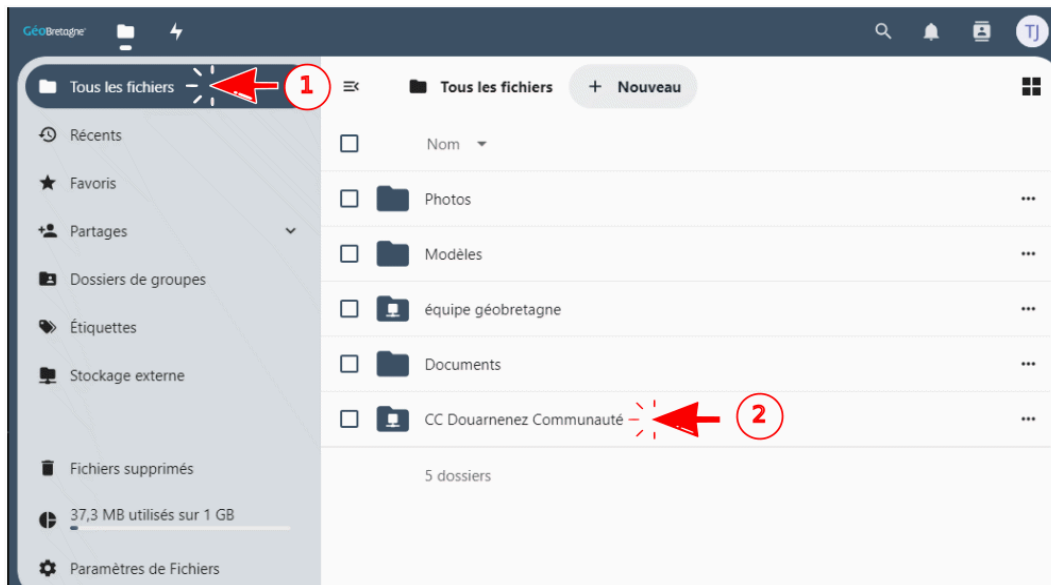 GéoBretagne
TJ
Tous les fichiers
1
Tous les fichiers
+ Nouveau
Récents
Nom
Favoris
Photos
Partages
Modèles
Dossiers de groupes
équipe géobretagne
Étiquettes
Documents
Stockage externe
CC Douarnenez Communauté
2
Fichiers supprimés
5 dossiers
37,3 MB utilisés sur 1 GB
Paramètres de Fichiers